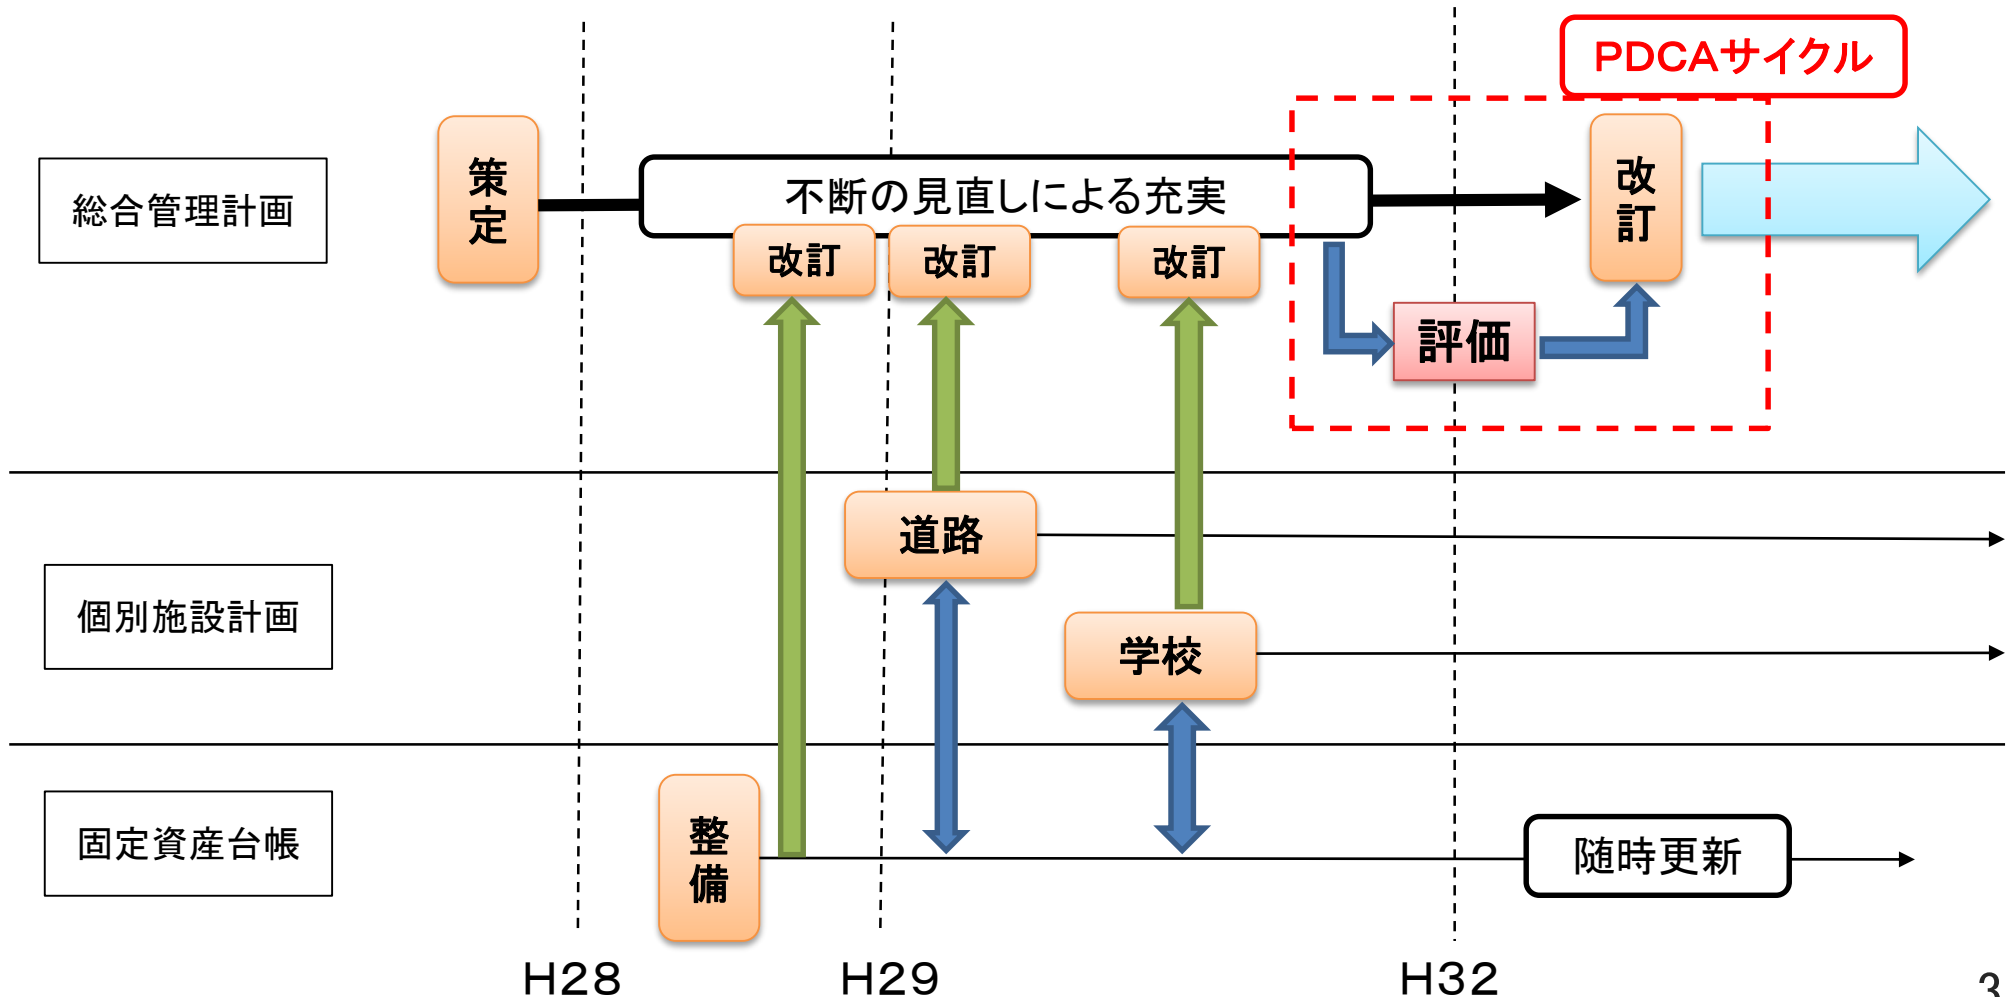 PDCAサイクル
総合管理計画
策定
不断の見直しによる充実
改訂
改訂
改訂
改訂
評価
個別施設計画
道路
学校
固定資産台帳
整備
随時更新
H28
H29
H32
3